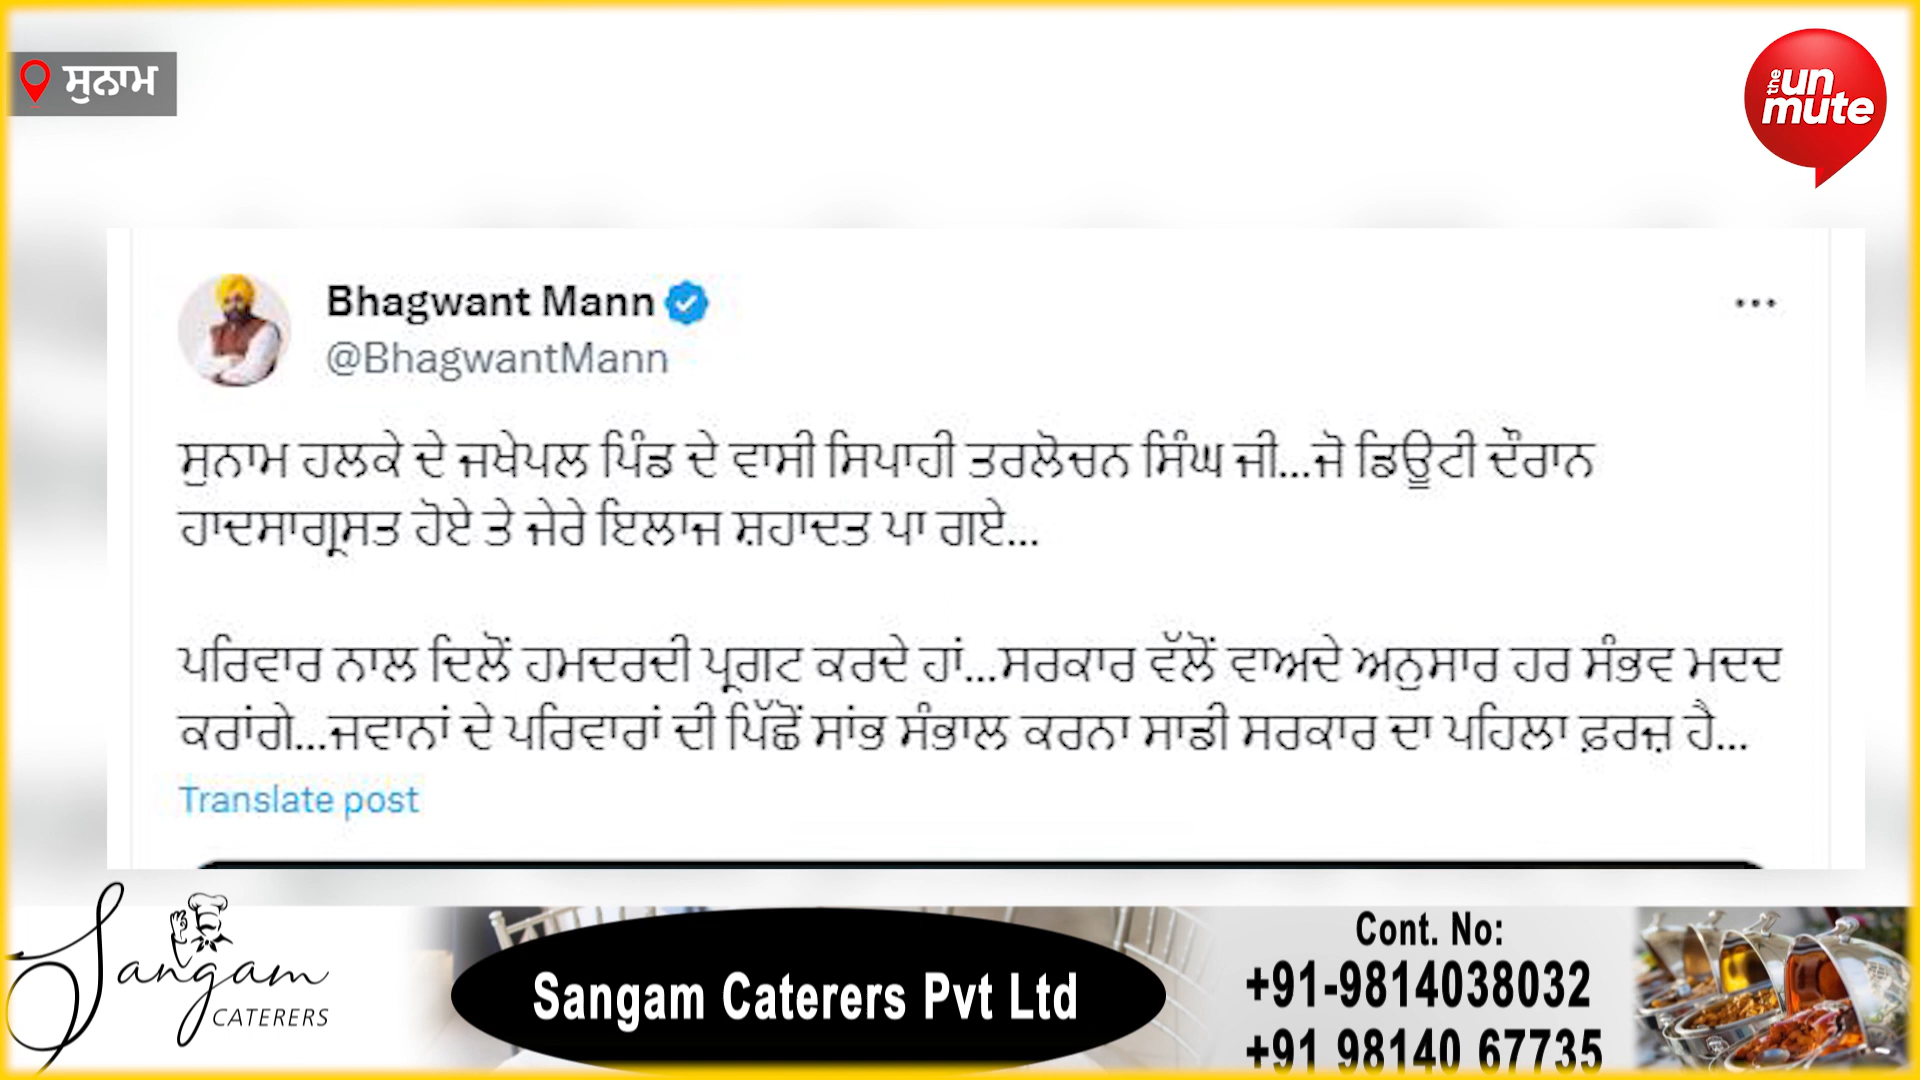 ਸੁਨਾਮ
the un
mute
Bhagwant Mann
@BhagwantMann
ਸੁਨਾਮ ਹਲਕੇ ਦੇ ਜਖੇਪਲ ਪਿੰਡ ਦੇ ਵਾਸੀ ਸਿਪਾਹੀ ਤਰਲੋਚਨ ਸਿੰਘ ਜੀ...ਜੋ ਡਿਊਟੀ ਦੌਰਾਨ
ਹਾਦਸਾਗ੍ਰਸਤ ਹੋਏ ਤੇ ਜੇਰੇ ਇਲਾਜ ਸ਼ਹਾਦਤ ਪਾ ਗਏ...
ਪਰਿਵਾਰ ਨਾਲ ਦਿਲੋਂ ਹਮਦਰਦੀ ਪ੍ਰਗਟ ਕਰਦੇ ਹਾਂ...ਸਰਕਾਰ ਵੱਲੋਂ ਵਾਅਦੇ ਅਨੁਸਾਰ ਹਰ ਸੰਭਵ ਮਦਦ
ਕਰਾਂਗੇ...ਜਵਾਨਾਂ ਦੇ ਪਰਿਵਾਰਾਂ ਦੀ ਪਿੱਛੋਂ ਸਾਂਭ ਸੰਭਾਲ ਕਰਨਾ ਸਾਡੀ ਸਰਕਾਰ ਦਾ ਪਹਿਲਾ ਫ਼ਰਜ਼ ਹੈ...
Translate post
Sangam
CATERERS
Sangam Caterers Pvt Ltd
Cont. No:
+91-9814038032
+91 98140 67735